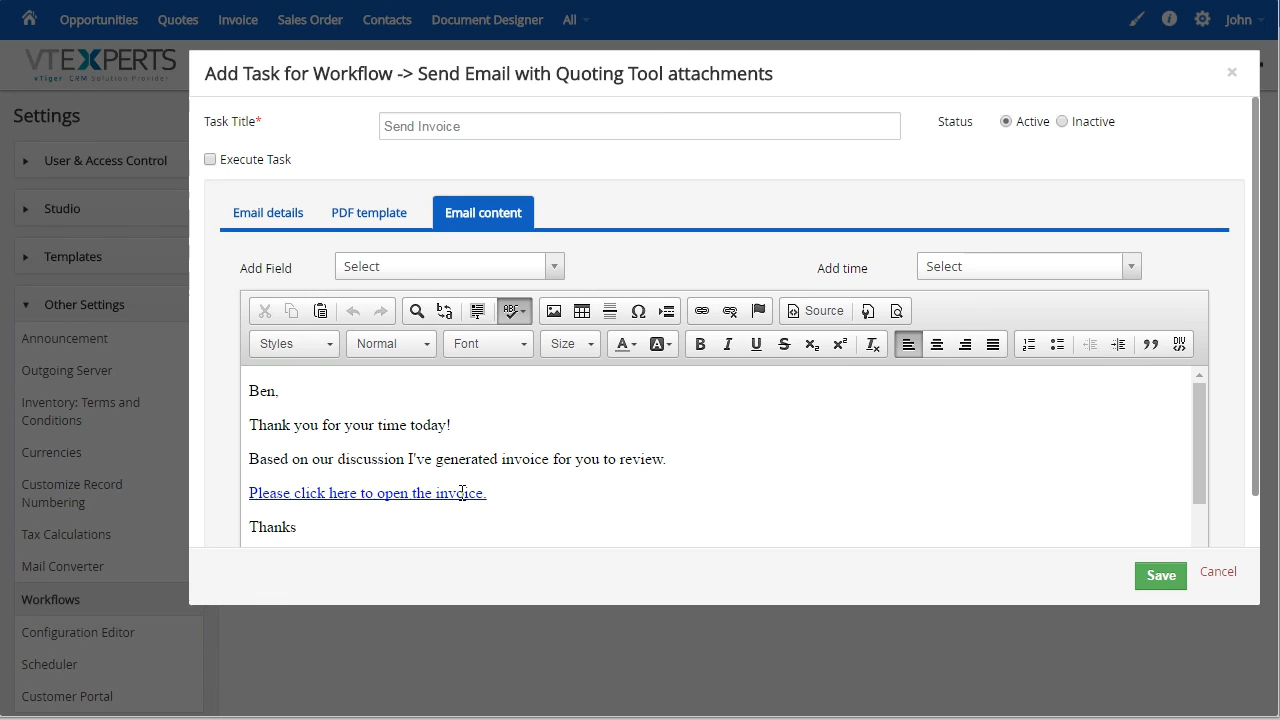 Opportunities Quotes Invoice Sales Order Contacts Document Designer All John
VTEXPERTS
vTiger CRM Solution Provider
Add Task for Workflow -> Send Email with Quoting Tool attachments ×
Settings
Task Title* Send Invoice Status Active Inactive
Execute Task
User & Access Control
Studio
Templates
Other Settings
Announcement
Outgoing Server
Inventory: Terms and
Conditions
Currencies
Customize Record
Numbering
Tax Calculations
Mail Converter
Workflows
Configuration Editor
Scheduler
Customer Portal
Email details PDF template Email content
Add Field Select Add time Select
ABC Source
Styles Normal Font Size A A B I U S x₂ x² Tx DIV
Ben,
Thank you for your time today!
Based on our discussion I've generated invoice for you to review.
Please click here to open the invoice.
Thanks
Save Cancel